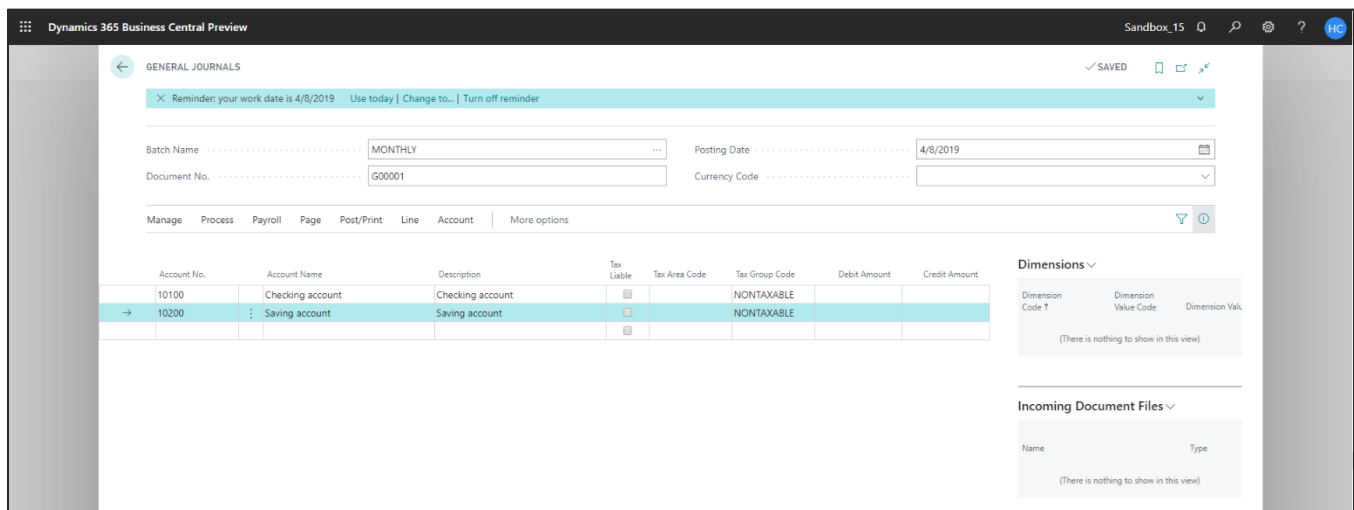 Dynamics 365 Business Central Preview Sandbox_15 ? HC
GENERAL JOURNALS ✓ SAVED
Reminder: your work date is 4/8/2019 Use today | Change to... | Turn off reminder
Batch Name MONTHLY ... Posting Date 4/8/2019
Document No. G00001 Currency Code
Manage Process Payroll Page Post/Print Line Account More options
Account No. Account Name Description Tax Liable Tax Area Code Tax Group Code Debit Amount Credit Amount
10100 Checking account Checking account NONTAXABLE
10200 Saving account Saving account NONTAXABLE
Dimensions
Dimension Code ↑ Dimension Value Code Dimension Valu
(There is nothing to show in this view)
Incoming Document Files
Name Type
(There is nothing to show in this view)